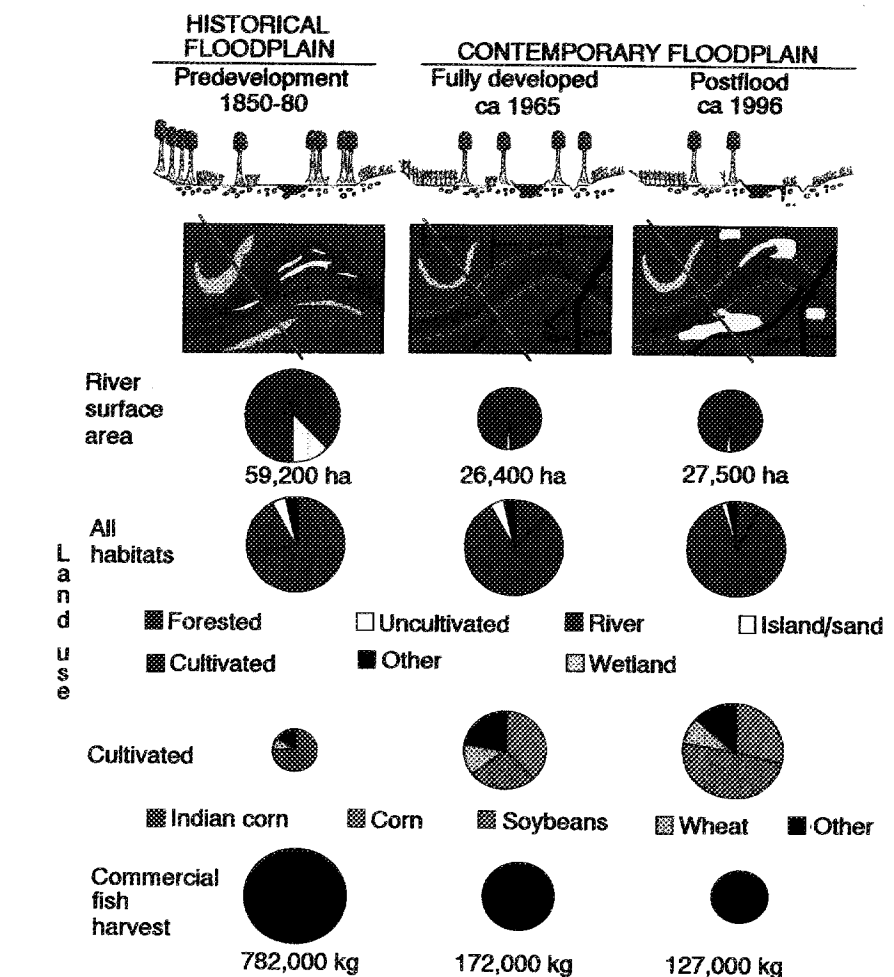 HISTORICAL
FLOODPLAIN
CONTEMPORARY FLOODPLAIN
Predevelopment
1850-80
Fully developed
ca 1965
Postflood
ca 1996
River
surface
area
59,200 ha
26,400 ha
27,500 ha
Land use
All
habitats
Forested
Uncultivated
River
Island/sand
Cultivated
Other
Wetland
Cultivated
Indian corn
Corn
Soybeans
Wheat
Other
Commercial
fish
harvest
782,000 kg
172,000 kg
127,000 kg